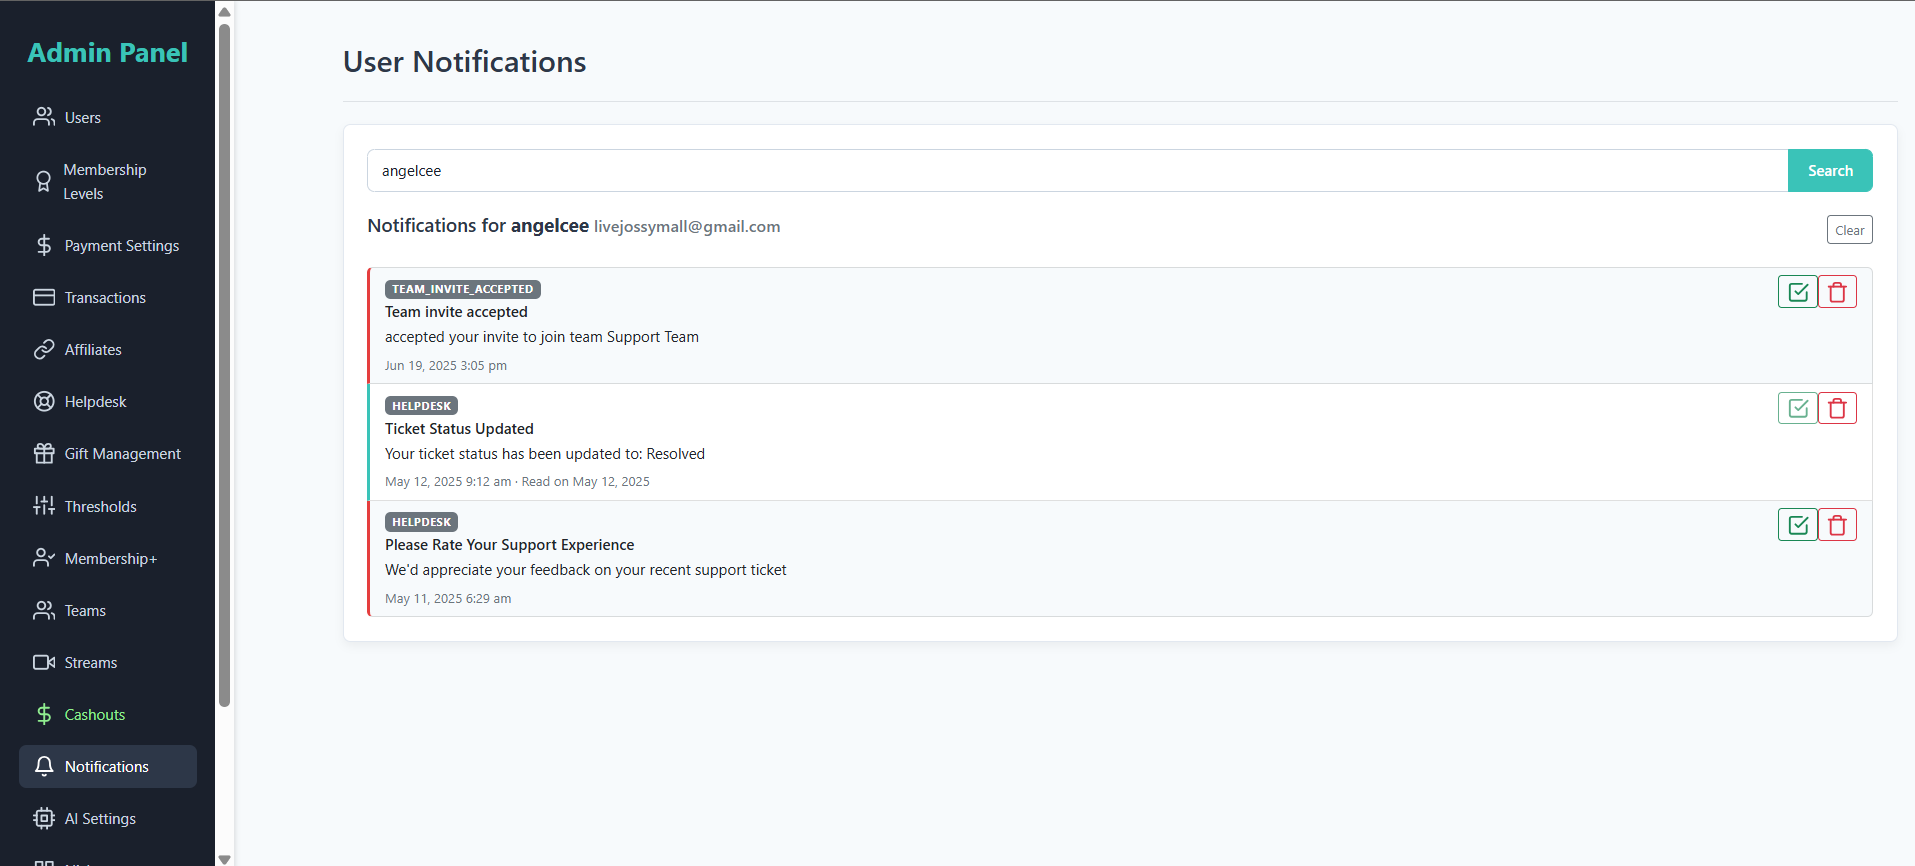 Admin Panel
Users
Membership
Levels
Payment Settings
Transactions
Affiliates
Helpdesk
Gift Management
Thresholds
Membership+
Teams
Streams
Cashouts
Notifications
AI Settings
User Notifications
angelcee
Search
Notifications for angelcee livejossymall@gmail.com
Clear
TEAM_INVITE_ACCEPTED
Team invite accepted
accepted your invite to join team Support Team
Jun 19, 2025 3:05 pm
HELPDESK
Ticket Status Updated
Your ticket status has been updated to: Resolved
May 12, 2025 9:12 am · Read on May 12, 2025
HELPDESK
Please Rate Your Support Experience
We'd appreciate your feedback on your recent support ticket
May 11, 2025 6:29 am